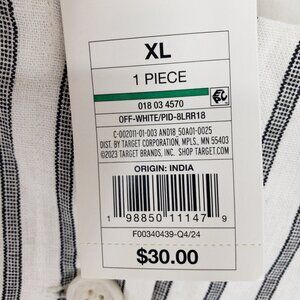 XL
1 PIECE
018 03 4570
OFF-WHITE/PID-8LRR18
C-002011-01-003 AND18_50A01-0025
DIST. BY TARGET CORPORATION, MPLS, MN 55403
©2023 TARGET BRANDS, INC. SHOP TARGET.COM
ORIGIN: INDIA
1 98850 11147 9
F00340439-Q4/24
$30.00